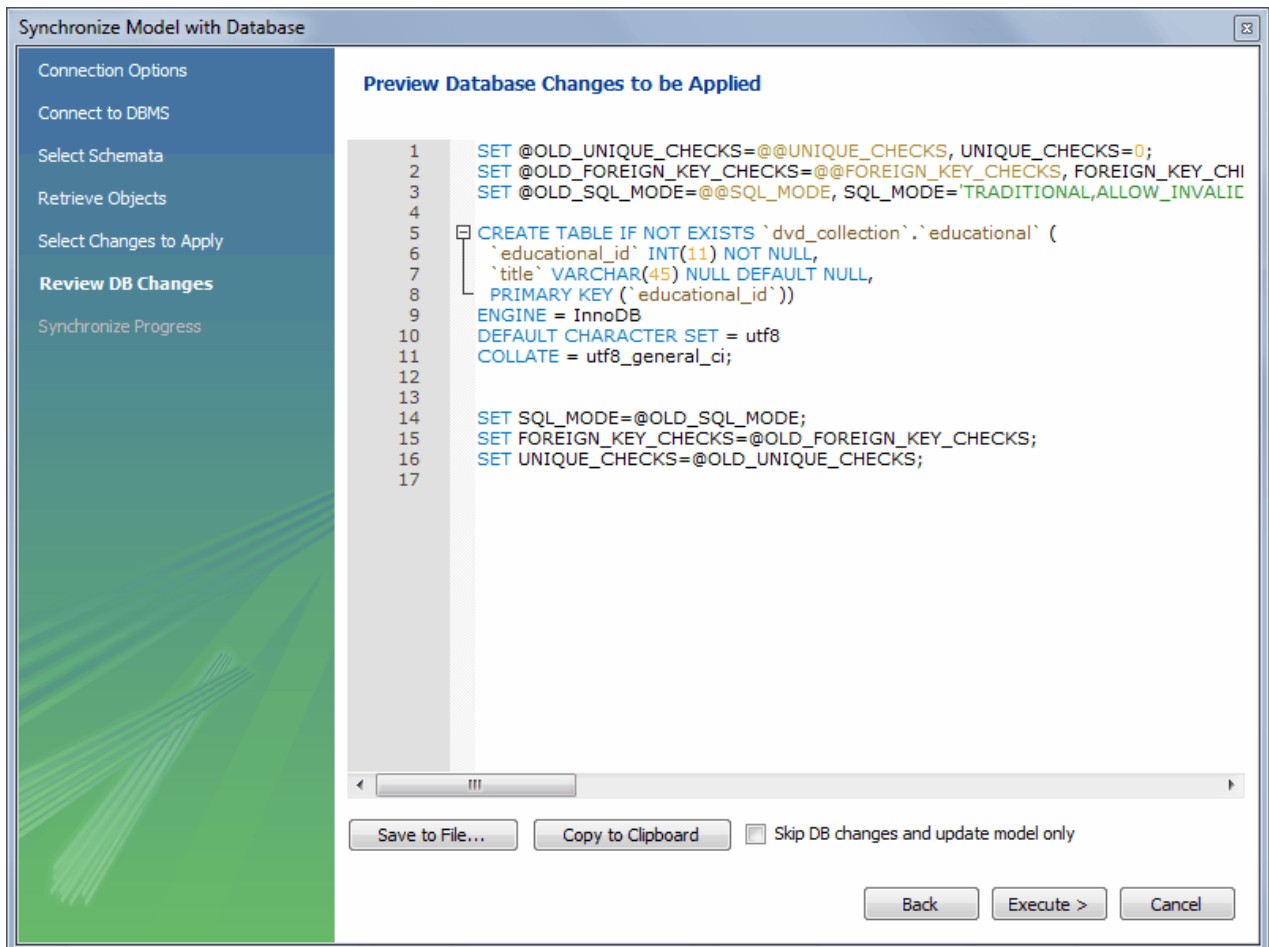 Synchronize Model with Database
Connection Options
Connect to DBMS
Select Schemata
Retrieve Objects
Select Changes to Apply
Review DB Changes
Synchronize Progress
Preview Database Changes to be Applied
1 SET @OLD_UNIQUE_CHECKS=@@UNIQUE_CHECKS, UNIQUE_CHECKS=0;
2 SET @OLD_FOREIGN_KEY_CHECKS=@@FOREIGN_KEY_CHECKS, FOREIGN_KEY_CHI
3 SET @OLD_SQL_MODE=@@SQL_MODE, SQL_MODE='TRADITIONAL,ALLOW_INVALID
4
5 CREATE TABLE IF NOT EXISTS `dvd_collection`.`educational` (
6 `educational_id` INT(11) NOT NULL,
7 `title` VARCHAR(45) NULL DEFAULT NULL,
8 PRIMARY KEY (`educational_id`))
9 ENGINE = InnoDB
10 DEFAULT CHARACTER SET = utf8
11 COLLATE = utf8_general_ci;
12
13
14 SET SQL_MODE=@OLD_SQL_MODE;
15 SET FOREIGN_KEY_CHECKS=@OLD_FOREIGN_KEY_CHECKS;
16 SET UNIQUE_CHECKS=@OLD_UNIQUE_CHECKS;
17
Save to File... Copy to Clipboard Skip DB changes and update model only
Back Execute > Cancel